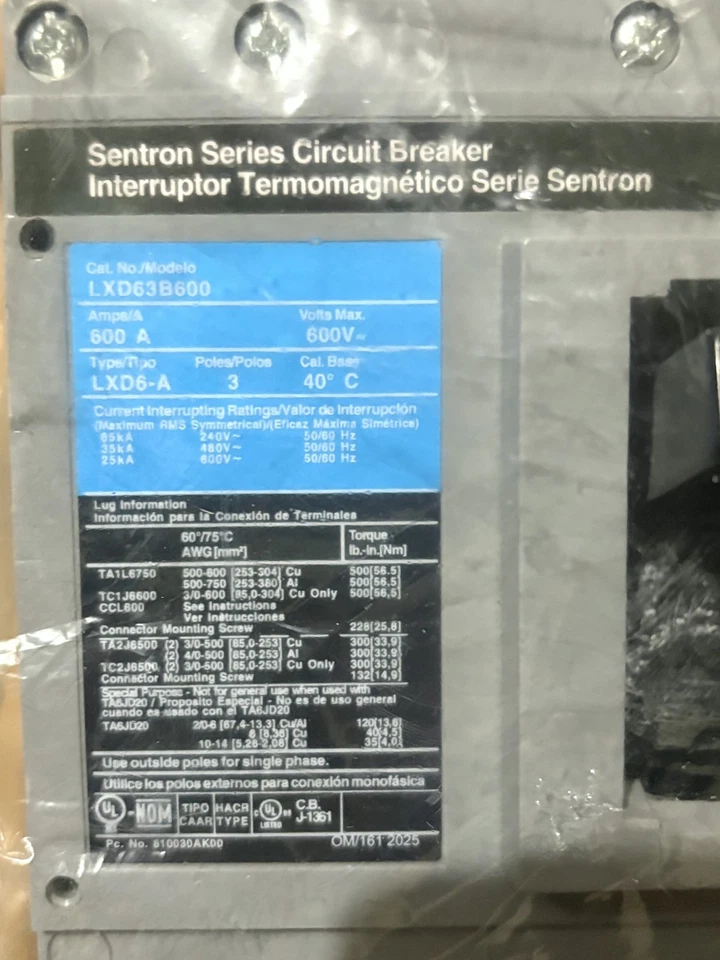 Sentron Series Circuit Breaker
Interruptor Termomagnético Serie Sentron
Cat. No./Modelo
LXD63B600
Amps/A Volts Max.
600 A 600V~
Type/Tipo Poles/Polos Cal. Base
LXD6-A 3 40° C
Current Interrupting Ratings/Valor de Interrupción
(Maximum RMS Symmetrical)/(Eficaz Máxima Simétrica)
65kA 240V~ 50/60 Hz
35kA 480V~ 50/60 Hz
25kA 600V~ 50/60 Hz
Lug Information
Información para la Conexión de Terminales
60°/75°C Torque
AWG[mm²] lb.-in.[Nm]
TA1L6750 500-600 [253-304] Cu 500[56.5]
500-750 [253-380] Al 500[56,5]
TC1J6600 3/0-600 [85,0-304] Cu Only 500[56,5]
CCL600 See Instructions
Ver Instrucciones
Connector Mounting Screw 228[25,8]
TA2J6500 (2) 3/0-500 [85,0-253] Cu 300[33,9]
(2) 4/0-500 [85,0-253] Al 300[33,9]
TC2J6500 (2) 3/0-500 [85,0-253] Cu Only 300[33,9]
Connector Mounting Screw 132[14,9]
Special Purpose - Not for general use when used with
TA6JD20 / Proposito Especial - No es de uso general
cuando es usado con el TA6JD20
TA6JD20 2/0-6 [67,4-13.3] Cu/Al 120[13,6]
8 [8,36] Cu 40[4,5]
10-14 [5,26-2,08] Cu 35[4,0]
Use outside poles for single phase.
Utilice los polos externos para conexión monofásica
UL - NOM TIPO HACR c UL us C.B.
CAAR TYPE LISTED J-1361
Pc. No. 610030AK00 OM/161 2025